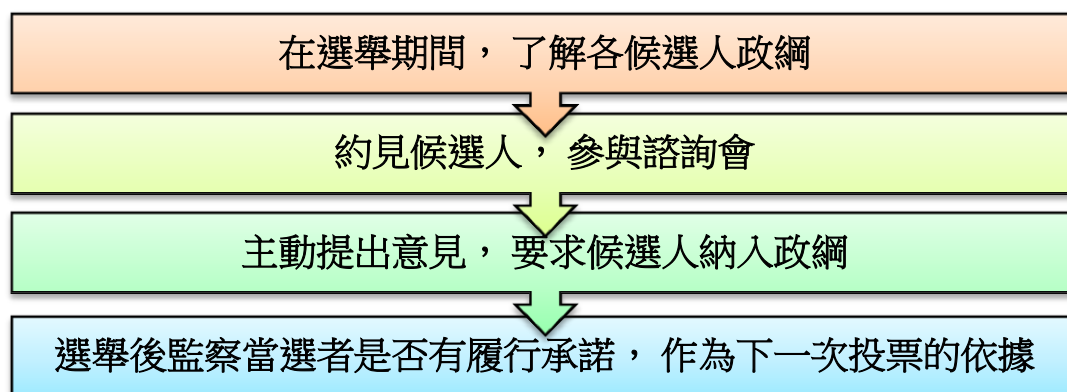 在選舉期間，了解各候選人政綱
約見候選人，參與諮詢會
主動提出意見，要求候選人納入政綱
選舉後監察當選者是否有履行承諾，作為下一次投票的依據